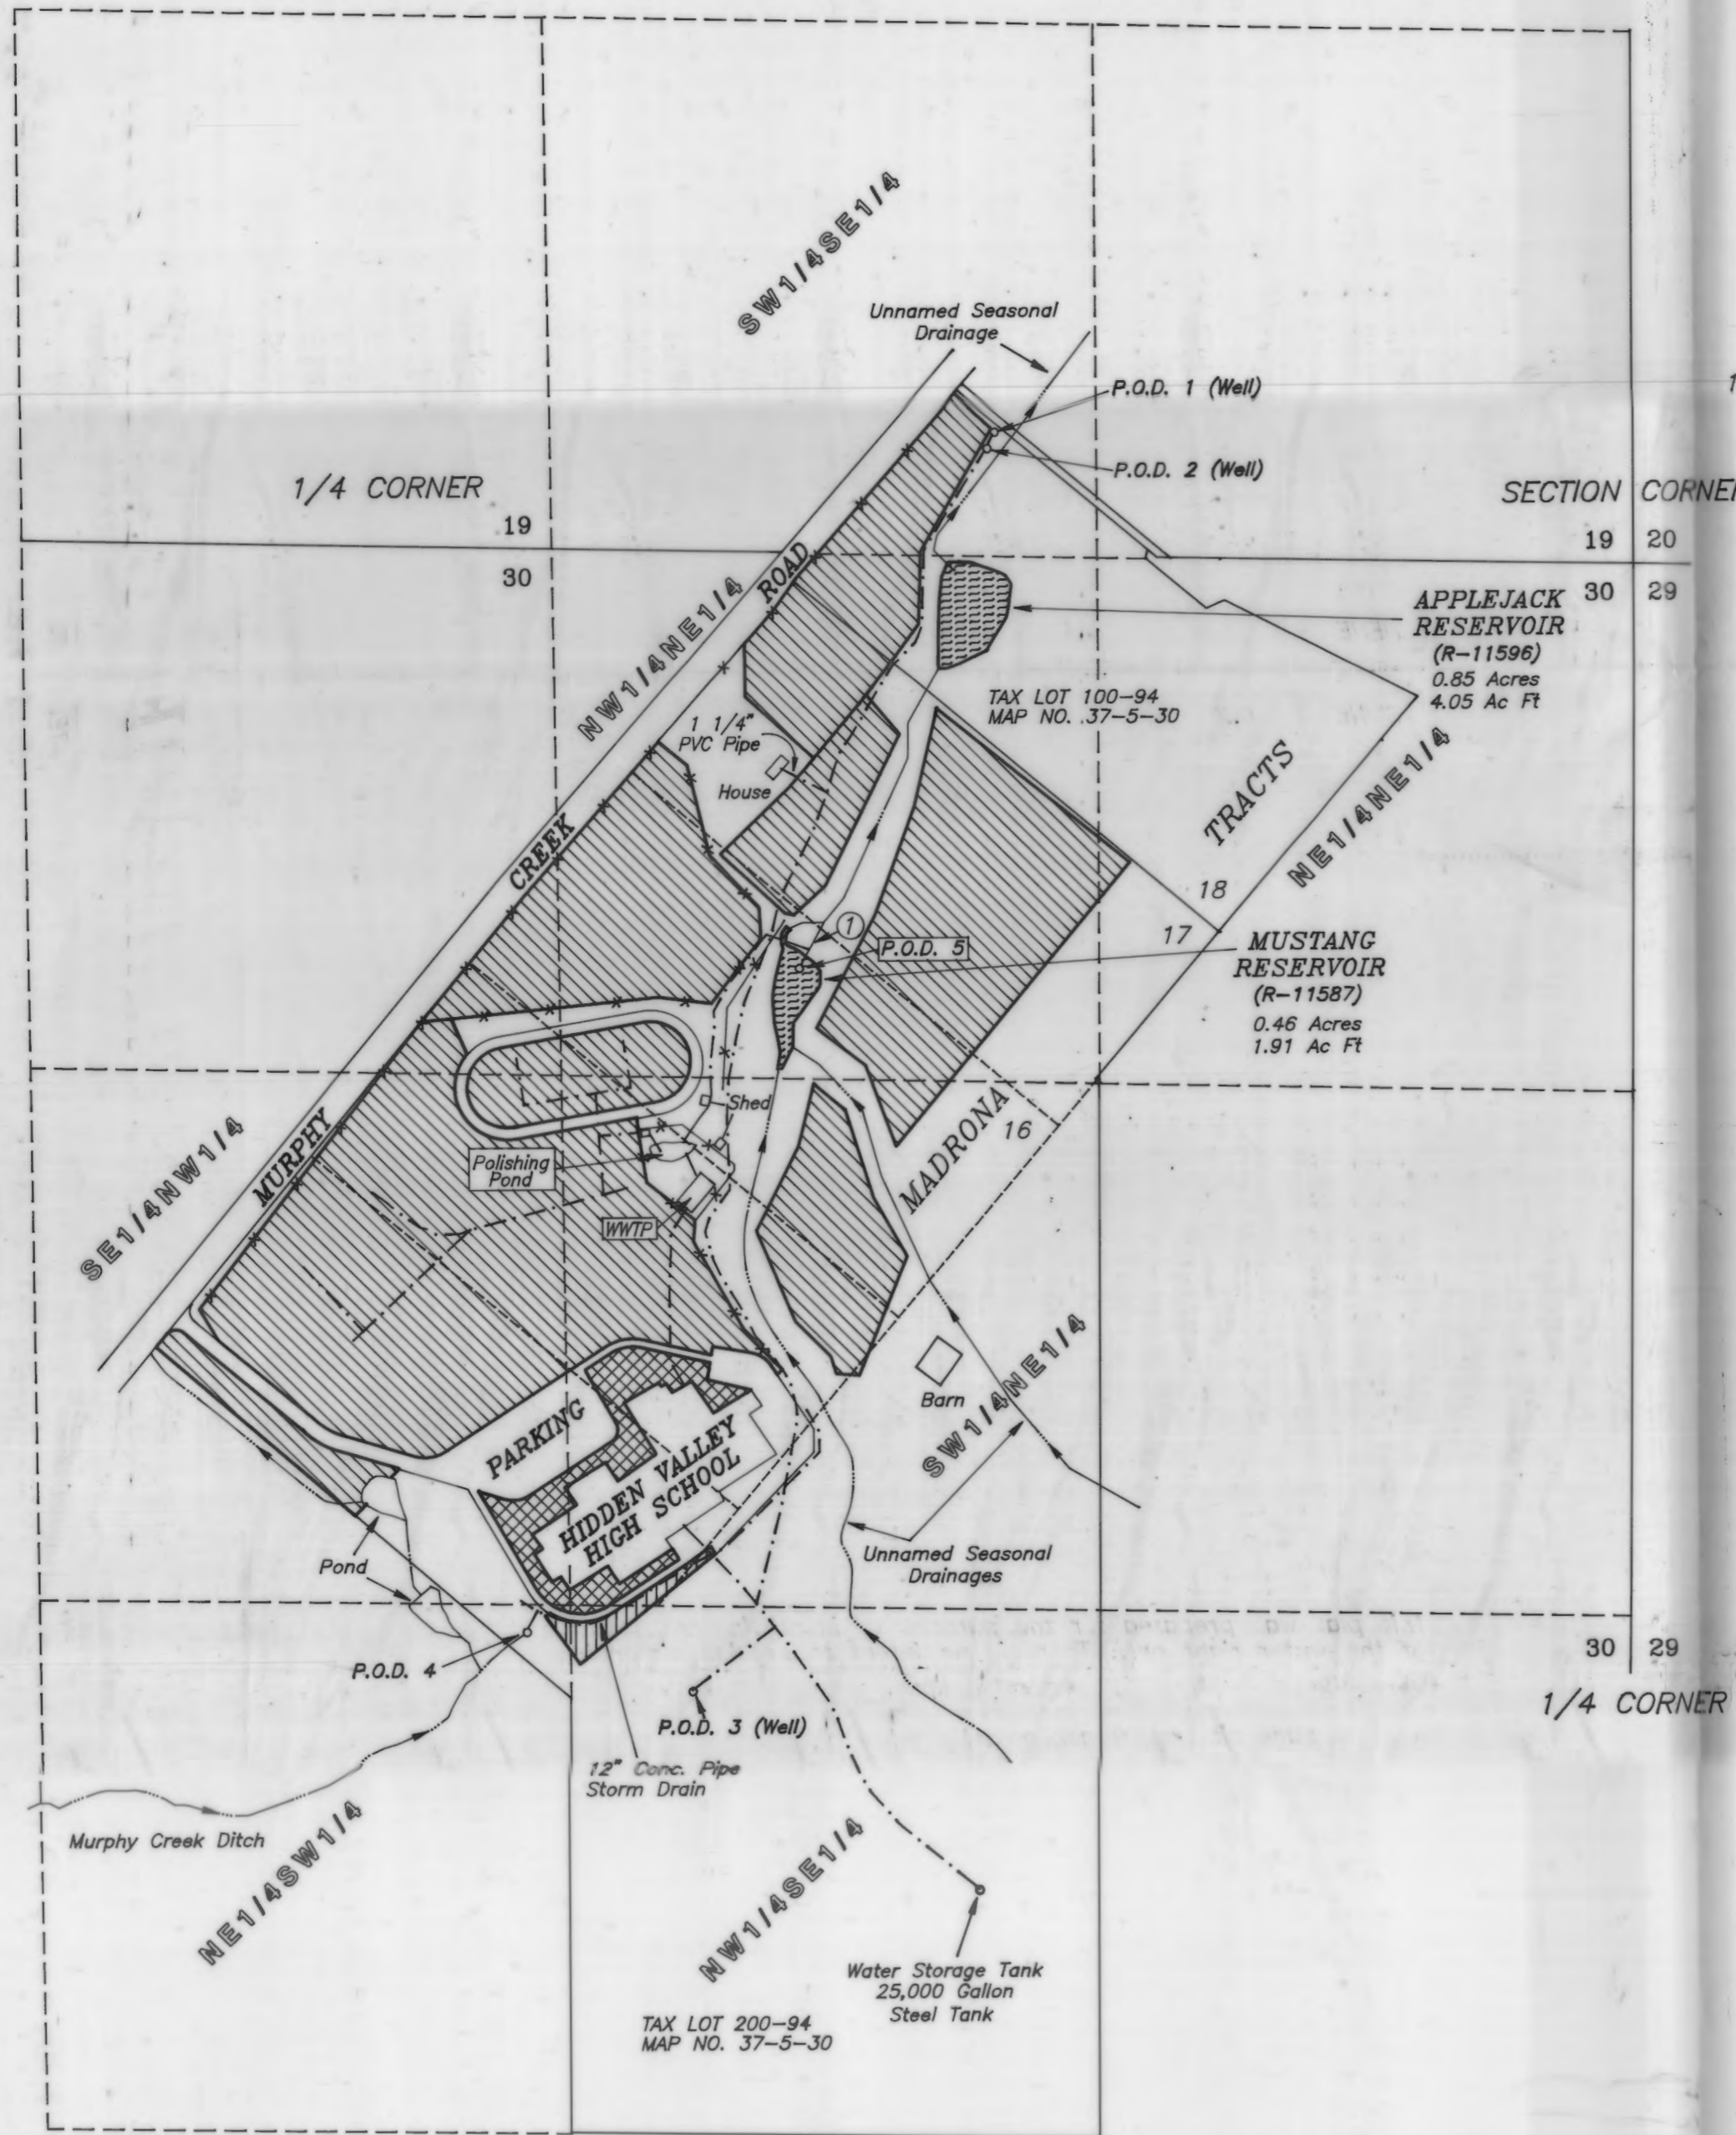 SW1/4SE1/4
Unnamed Seasonal
Drainage
P.O.D. 1 (Well)
P.O.D. 2 (Well)
1/4 CORNER
SECTION CORNER
19
19 20
30
30 29
APPLEJACK
RESERVOIR
(R-11596)
0.85 Acres
4.05 Ac Ft
NW1/4NE1/4
ROAD
TAX LOT 100-94
MAP NO. 37-5-30
1 1/4"
PVC Pipe
House
TRACTS
NE1/4NE1/4
CREEK
18
17
1
P.O.D. 5
MUSTANG
RESERVOIR
(R-11587)
0.46 Acres
1.91 Ac Ft
Shed
MADRONA
16
SE1/4NW1/4
MURPHY
Polishing
Pond
WWTP
Barn
SW1/4NE1/4
PARKING
HIDDEN VALLEY
HIGH SCHOOL
Pond
Unnamed Seasonal
Drainages
30 29
1/4 CORNER
P.O.D. 4
P.O.D. 3 (Well)
12" Conc. Pipe
Storm Drain
Murphy Creek Ditch
NE1/4SW1/4
NW1/4SE1/4
Water Storage Tank
25,000 Gallon
Steel Tank
TAX LOT 200-94
MAP NO. 37-5-30